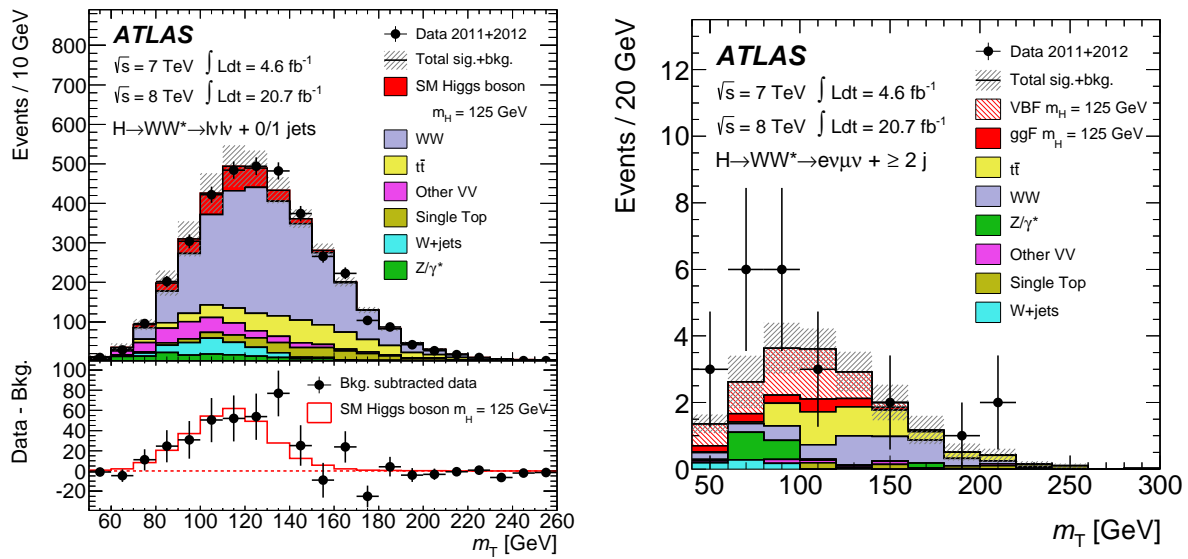 Events / 10 GeV
800
700
600
500
400
300
200
100
ATLAS
√s = 7 TeV ∫ Ldt = 4.6 fb⁻¹
√s = 8 TeV ∫ Ldt = 20.7 fb⁻¹
H→WW*→lνlν + 0/1 jets
Data 2011+2012
Total sig.+bkg.
SM Higgs boson
m_H = 125 GeV
WW
tt̄
Other VV
Single Top
W+jets
Z/γ*
Data - Bkg.
100
80
60
40
20
0
-20
Bkg. subtracted data
SM Higgs boson m_H = 125 GeV
60 80 100 120 140 160 180 200 220 240 260
m_T [GeV]
Events / 20 GeV
12
10
8
6
4
2
0
ATLAS
√s = 7 TeV ∫ Ldt = 4.6 fb⁻¹
√s = 8 TeV ∫ Ldt = 20.7 fb⁻¹
H→WW*→eνμν + ≥ 2 j
Data 2011+2012
Total sig.+bkg.
VBF m_H = 125 GeV
ggF m_H = 125 GeV
tt̄
WW
Z/γ*
Other VV
Single Top
W+jets
50 100 150 200 250 300
m_T [GeV]